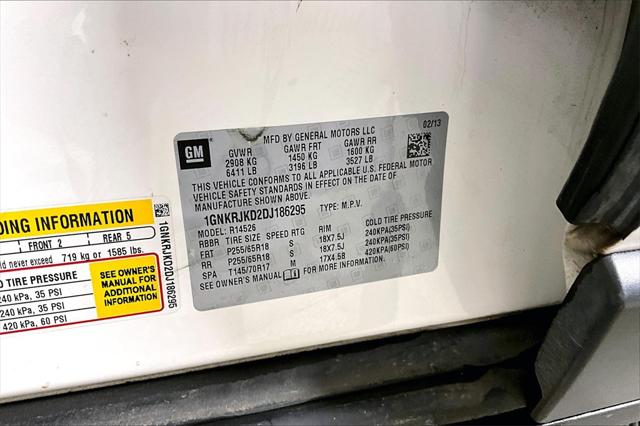 GM
MFD BY GENERAL MOTORS LLC
02/13
GVWR GAWR FRT GAWR RR
2908 KG 1450 KG 1600 KG
6411 LB 3196 LB 3527 LB
THIS VEHICLE CONFORMS TO ALL APPLICABLE U.S. FEDERAL MOTOR
VEHICLE SAFETY STANDARDS IN EFFECT ON THE DATE OF
MANUFACTURE SHOWN ABOVE.
1GNKRJKD2DJ186295 TYPE: M.P.V.
MODEL: R14526
RBBR TIRE SIZE SPEED RTG RIM COLD TIRE PRESSURE
FRT P255/65R18 S 18X7.5J 240KPA(35PSI)
RR P255/65R18 S 18X7.5J 240KPA(35PSI)
SPA T145/70R17 M 17X4.5B 420KPA(60PSI)
SEE OWNER'S MANUAL FOR MORE INFORMATION.
DING INFORMATION
FRONT 2 REAR 5
ld never exceed 719 kg or 1585 lbs.
D TIRE PRESSURE
240 kPa, 35 PSI
240 kPa, 35 PSI
420 kPa, 60 PSI
SEE OWNER'S
MANUAL FOR
ADDITIONAL
INFORMATION
1GNKRJKD2DJ186295